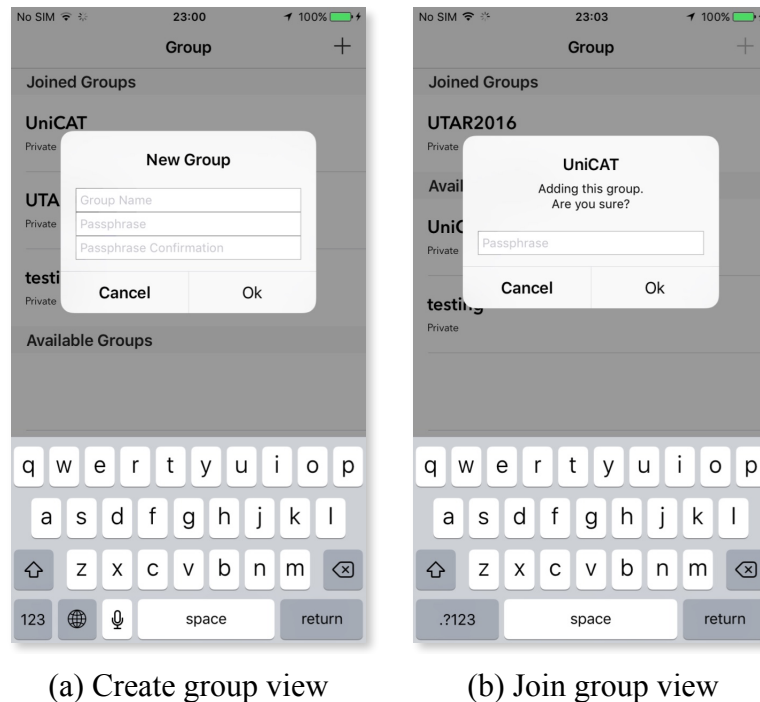 No SIM 23:00 100%
Group +
Joined Groups
UniCAT
Private
New Group
Group Name
UTA
Private
Passphrase
Passphrase Confirmation
testi
Private
Cancel Ok
Available Groups
q w e r t y u i o p
a s d f g h j k l
z x c v b n m
123 space return
(a) Create group view
No SIM 23:03 100%
Group +
Joined Groups
UTAR2016
Private
UniCAT
Avail
Adding this group.
Are you sure?
UniC
Private
Passphrase
Cancel Ok
testing
Private
q w e r t y u i o p
a s d f g h j k l
z x c v b n m
.?123 space return
(b) Join group view